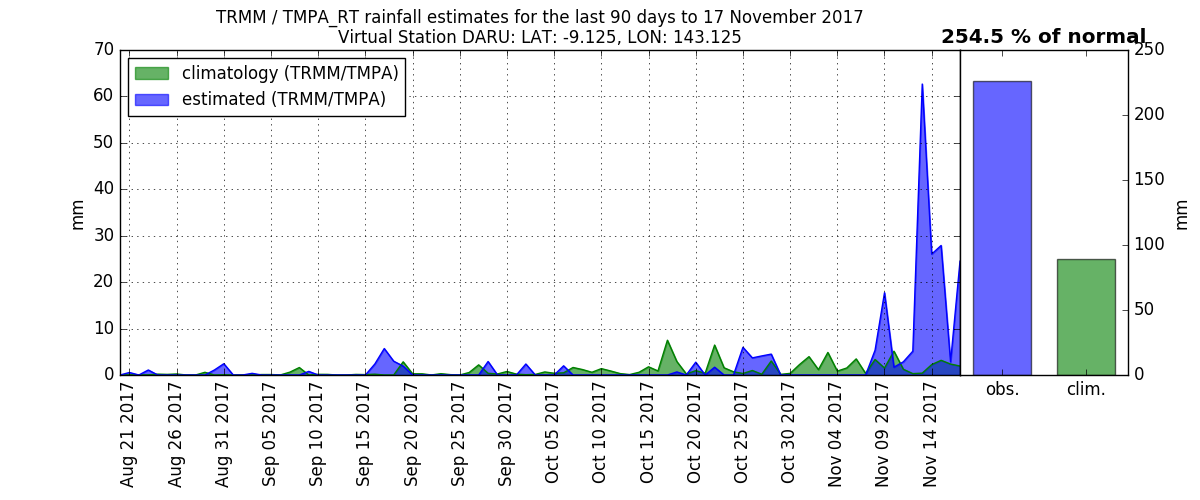 TRMM / TMPA_RT rainfall estimates for the last 90 days to 17 November 2017
Virtual Station DARU: LAT: -9.125, LON: 143.125
254.5 % of normal
climatology (TRMM/TMPA)
estimated (TRMM/TMPA)
70
60
50
40
30
20
10
0
mm
250
200
150
100
50
0
mm
Aug 21 2017
Aug 26 2017
Aug 31 2017
Sep 05 2017
Sep 10 2017
Sep 15 2017
Sep 20 2017
Sep 25 2017
Sep 30 2017
Oct 05 2017
Oct 10 2017
Oct 15 2017
Oct 20 2017
Oct 25 2017
Oct 30 2017
Nov 04 2017
Nov 09 2017
Nov 14 2017
obs.
clim.